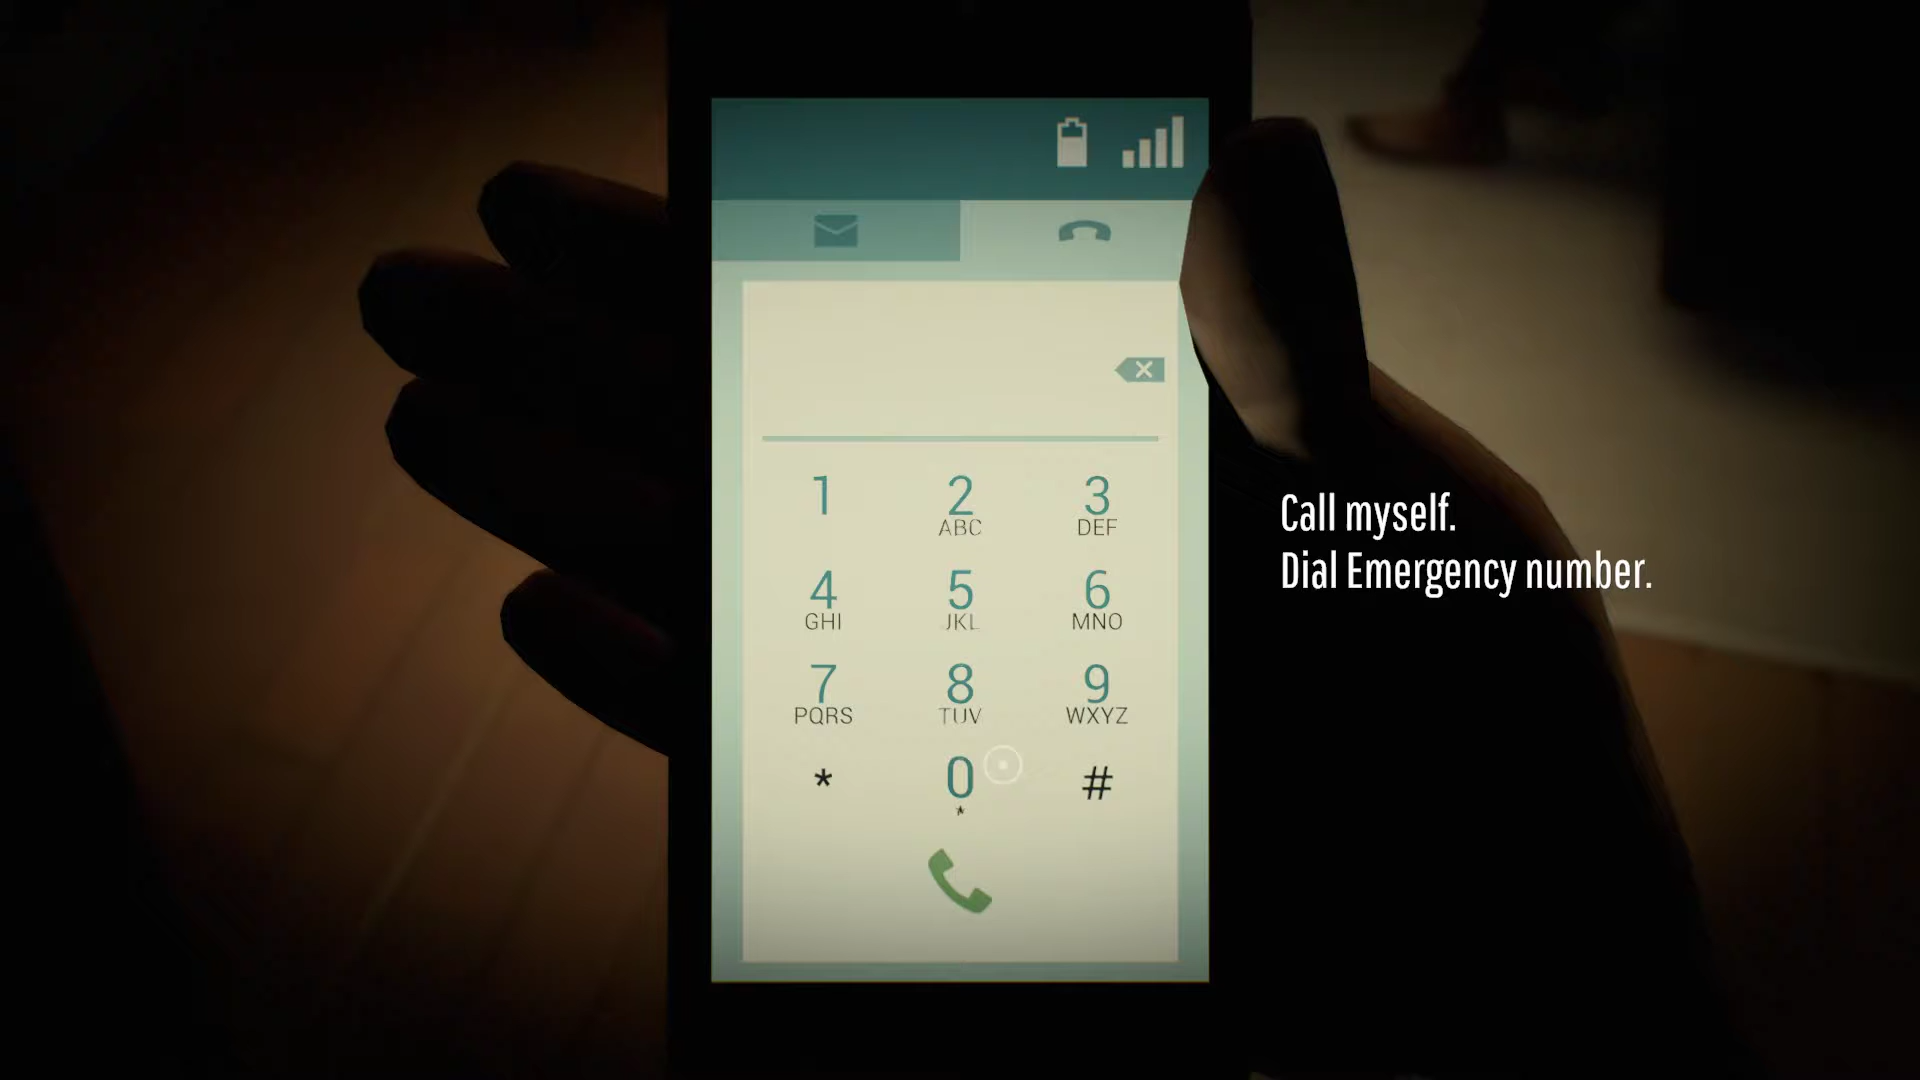 1 2 3
ABC DEF
4 5 6
GHI JKL MNO
7 8 9
PQRS TUV WXYZ
* 0 #
*
Call myself.
Dial Emergency number.